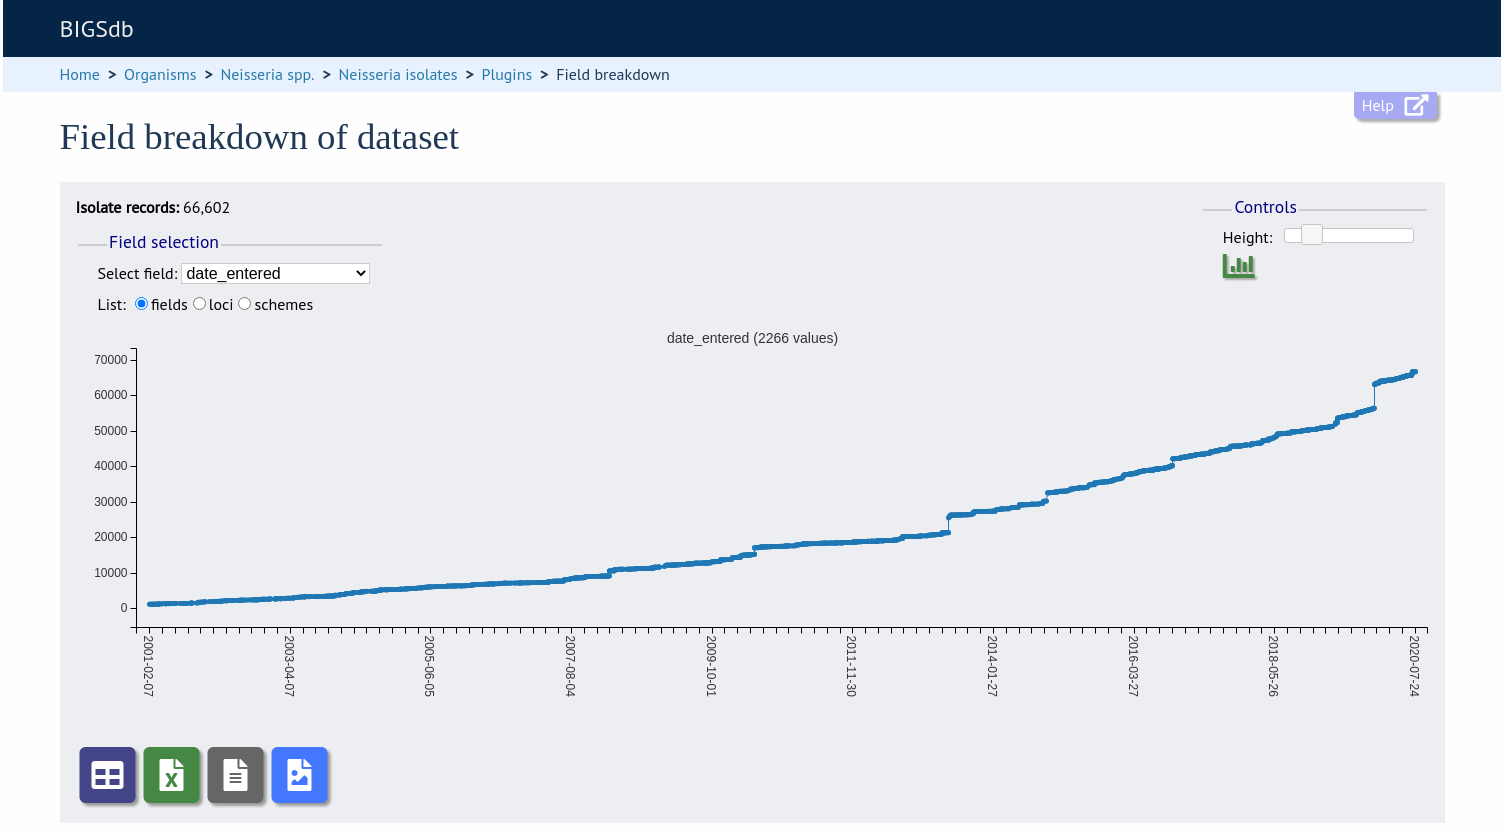 BIGSdb
Home > Organisms > Neisseria spp. > Neisseria isolates > Plugins > Field breakdown
Help
Field breakdown of dataset
Isolate records: 66,602
Controls
Height:
Field selection
Select field: date_entered
List: fields loci schemes
date_entered (2266 values)
70000
60000
50000
40000
30000
20000
10000
0
2001-02-07 2003-04-07 2005-06-05 2007-08-04 2009-10-01 2011-11-30 2014-01-27 2016-03-27 2018-05-26 2020-07-24
X